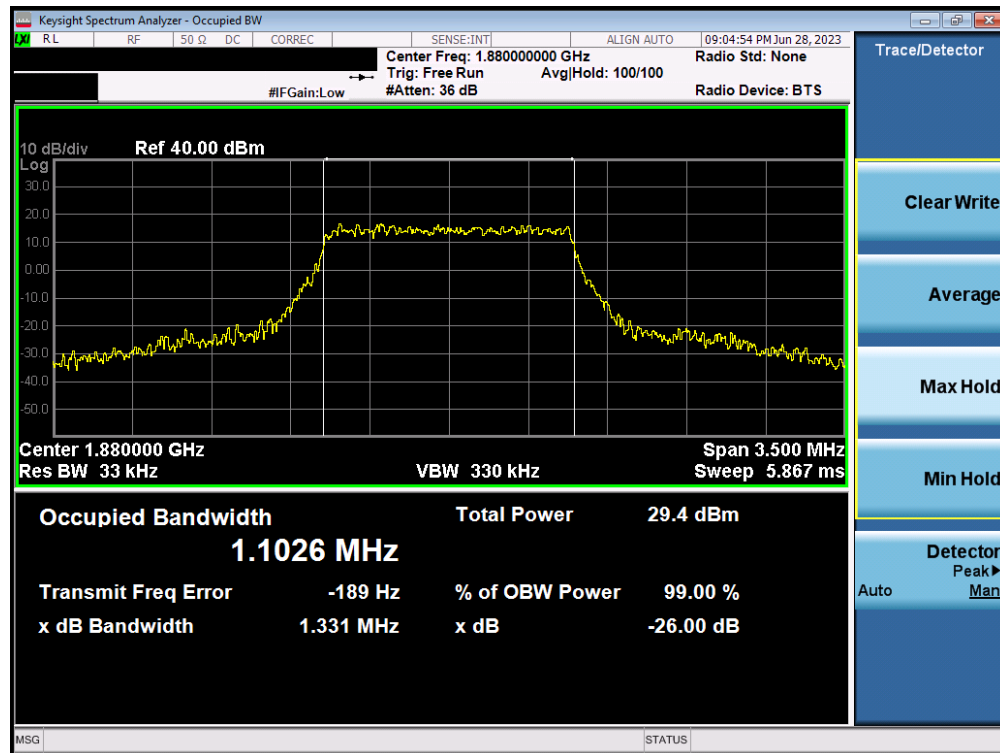 Keysight Spectrum Analyzer - Occupied BW
LXI RL RF 50 Ω DC CORREC SENSE:INT ALIGN AUTO 09:04:54 PM Jun 28, 2023
Center Freq: 1.880000000 GHz Radio Std: None
Trig: Free Run Avg|Hold: 100/100
#IFGain:Low #Atten: 36 dB Radio Device: BTS
10 dB/div Ref 40.00 dBm
Log
30.0
20.0
10.0
0.00
-10.0
-20.0
-30.0
-40.0
-50.0
Center 1.880000 GHz Span 3.500 MHz
Res BW 33 kHz VBW 330 kHz Sweep 5.867 ms
Occupied Bandwidth Total Power 29.4 dBm
1.1026 MHz
Transmit Freq Error -189 Hz % of OBW Power 99.00 %
x dB Bandwidth 1.331 MHz x dB -26.00 dB
MSG STATUS
Trace/Detector
Clear Write
Average
Max Hold
Min Hold
Detector
Peak▶
Auto Man